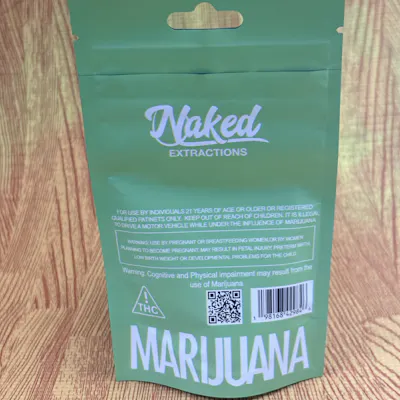 Naked
EXTRACTIONS
FOR USE BY INDIVIDUALS 21 YEARS OF AGE OR OLDER OR REGISTERED
QUALIFIED PATINETS ONLY. KEEP OUT OF REACH OF CHILDREN. IT IS ILLEGAL
TO DRIVE A MOTOR VEHICLE WHILE UNDER THE INFLUENCE OF MARIJUANA.
WARNING: USE BY PREGNANT OR BREASTFEEDING WOMEN, OR BY WOMEN
PLANNING TO BECOME PREGNANT, MAY RESULT IN FETAL INJURY, PRETERM BIRTH,
LOW BIRTH WEIGHT OR DEVELOPMENTAL PROBLEMS FOR THE CHILD.
Warning: Cognitive and Physical impairment may result from the
use of Marijuana.
! THC
MARIJUANA